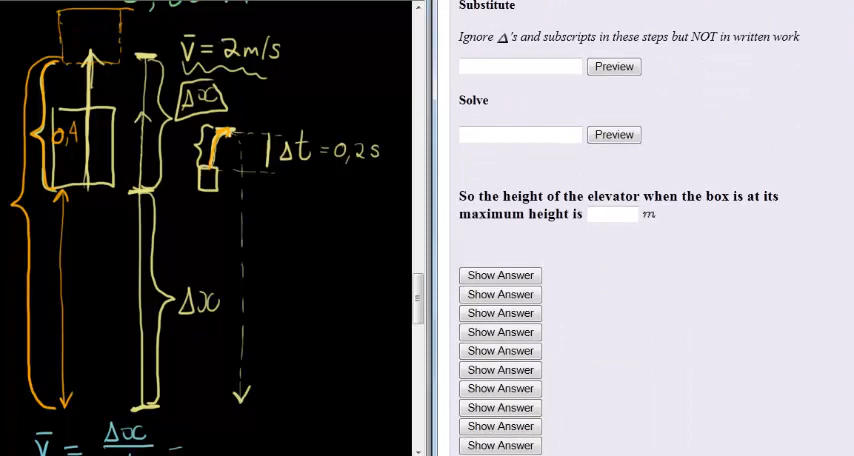 v̄ = 2m/s
Δx
0,4
Δt = 0,2s
Δx
v̄ = Δx
Substitute
Ignore Δ's and subscripts in these steps but NOT in written work
Preview
Solve
Preview
So the height of the elevator when the box is at its
maximum height is m
Show Answer
Show Answer
Show Answer
Show Answer
Show Answer
Show Answer
Show Answer
Show Answer
Show Answer
Show Answer